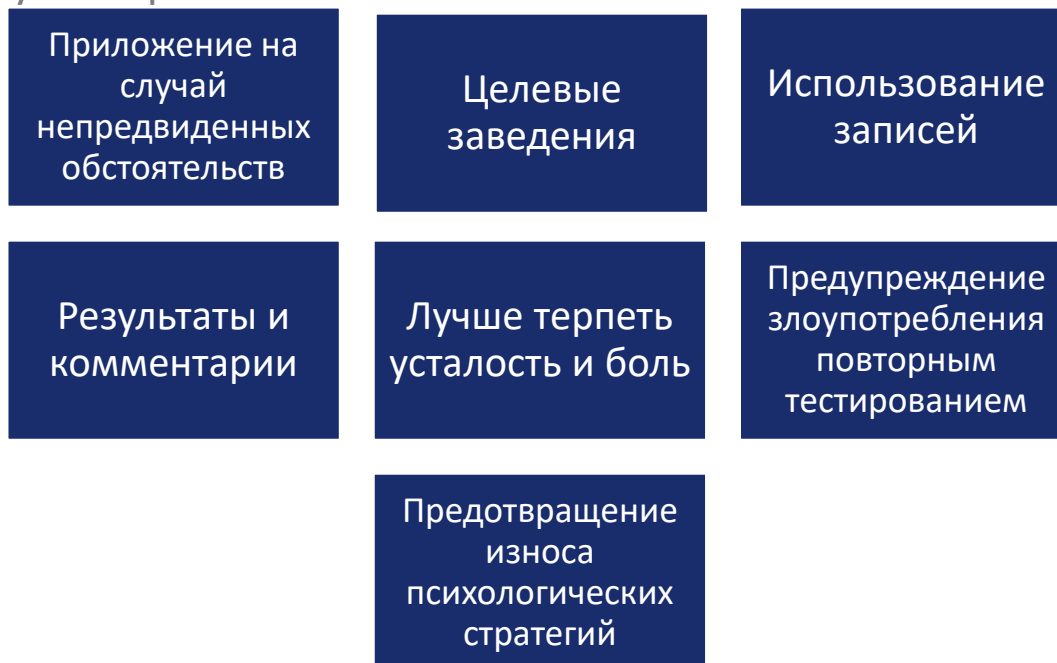 Приложение на
случай
непредвиденных
обстоятельств
Целевые
заведения
Использование
записей
Результаты и
комментарии
Лучше терпеть
усталость и боль
Предупреждение
злоупотребления
повторным
тестированием
Предотвращение
износа
психологических
стратегий